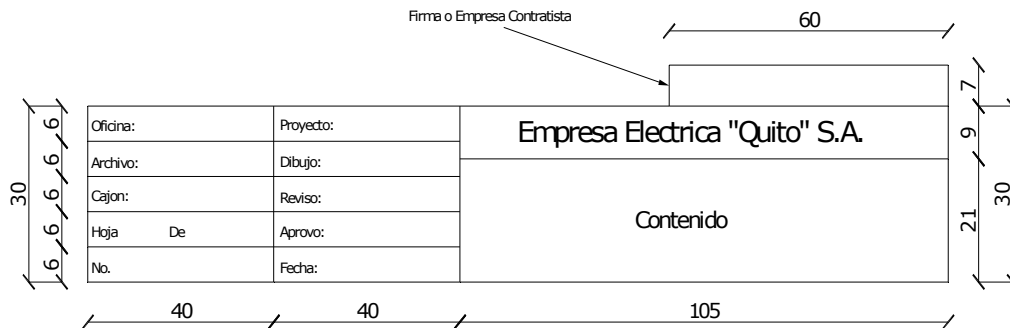 Firma o Empresa Contratista
60
7
6
Oficina:
Proyecto:
Empresa Electrica "Quito" S.A.
9
6
Archivo:
Dibujo:
30
6
Cajon:
Reviso:
Contenido
21
30
6
Hoja De
Aprovo:
6
No.
Fecha:
40
40
105